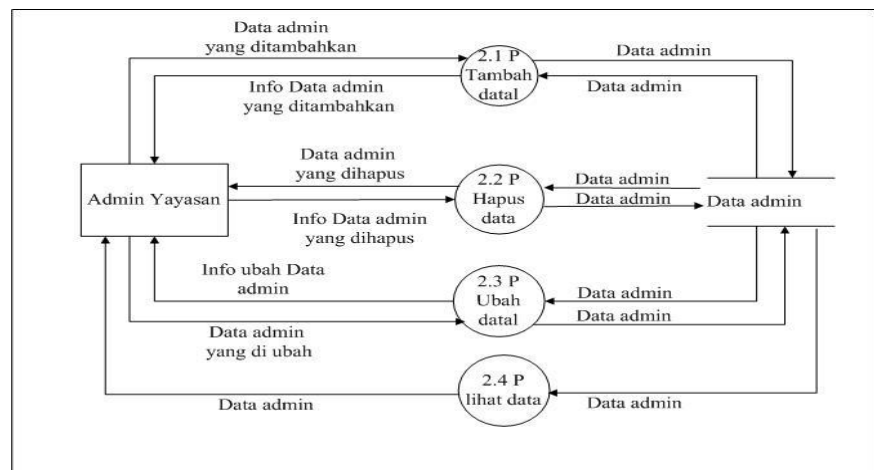 Data admin
yang ditambahkan
Info Data admin
yang ditambahkan
2.1 P
Tambah
datal
Data admin
Data admin
Admin Yayasan
Data admin
yang dihapus
Info Data admin
yang dihapus
2.2 P
Hapus
data
Data admin
Data admin
Data admin
Info ubah Data
admin
Data admin
yang di ubah
2.3 P
Ubah
datal
Data admin
Data admin
Data admin
2.4 P
lihat data
Data admin